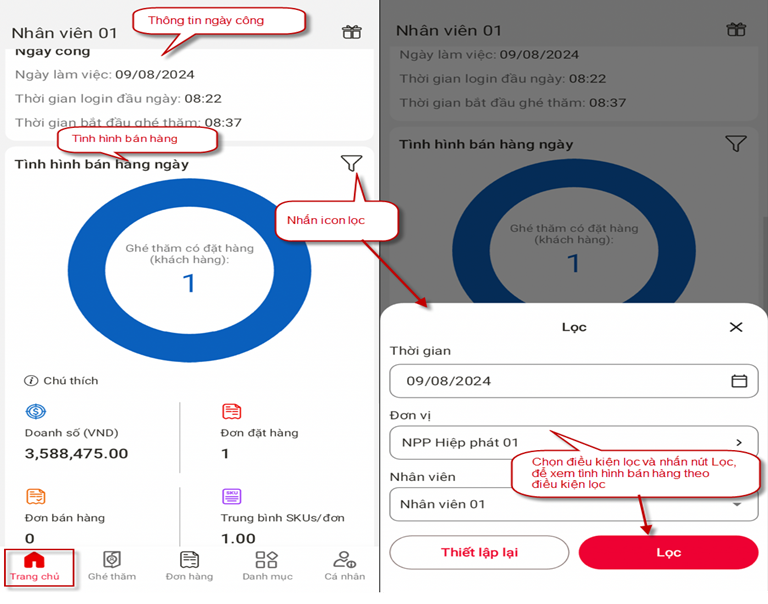 Nhân viên 01
Thông tin ngày công
Ngày công
Ngày làm việc: 09/08/2024
Thời gian login đầu ngày: 08:22
Thời gian bắt đầu ghé thăm: 08:37
Tình hình bán hàng
Tình hình bán hàng ngày
Nhấn icon lọc
Ghé thăm có đặt hàng
(khách hàng):
1
Chú thích
Doanh số (VND)
3,588,475.00
Đơn đặt hàng
1
Đơn bán hàng
0
SKU
Trung bình SKUs/đơn
1.00
Trang chủ
Ghé thăm
Đơn hàng
Danh mục
Cá nhân
Nhân viên 01
Ngày làm việc: 09/08/2024
Thời gian login đầu ngày: 08:22
Thời gian bắt đầu ghé thăm: 08:37
Tình hình bán hàng ngày
Ghé thăm có đặt hàng
(khách hàng):
1
Lọc
Thời gian
09/08/2024
Đơn vị
NPP Hiệp phát 01
Chọn điều kiện lọc và nhấn nút Lọc,
để xem tình hình bán hàng theo
điều kiện lọc
Nhân viên
Nhân viên 01
Thiết lập lại
Lọc